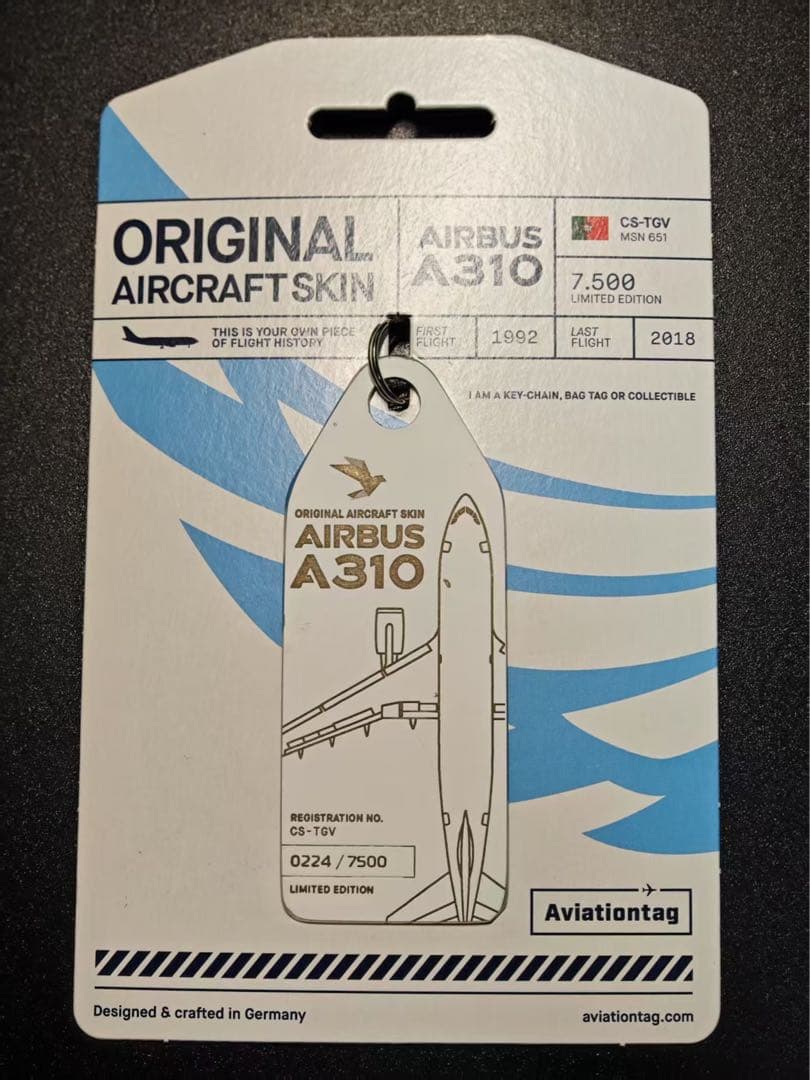 ORIGINAL
AIRCRAFT SKIN
AIRBUS
A310
CS-TGV
MSN 651
7.500
LIMITED EDITION
THIS IS YOUR OWN PIECE
OF FLIGHT HISTORY
FIRST
FLIGHT
1992
LAST
FLIGHT
2018
I AM A KEY-CHAIN, BAG TAG OR COLLECTIBLE
ORIGINAL AIRCRAFT SKIN
AIRBUS
A310
REGISTRATION NO.
CS-TGV
0224 / 7500
LIMITED EDITION
Aviationtag
Designed & crafted in Germany
aviationtag.com